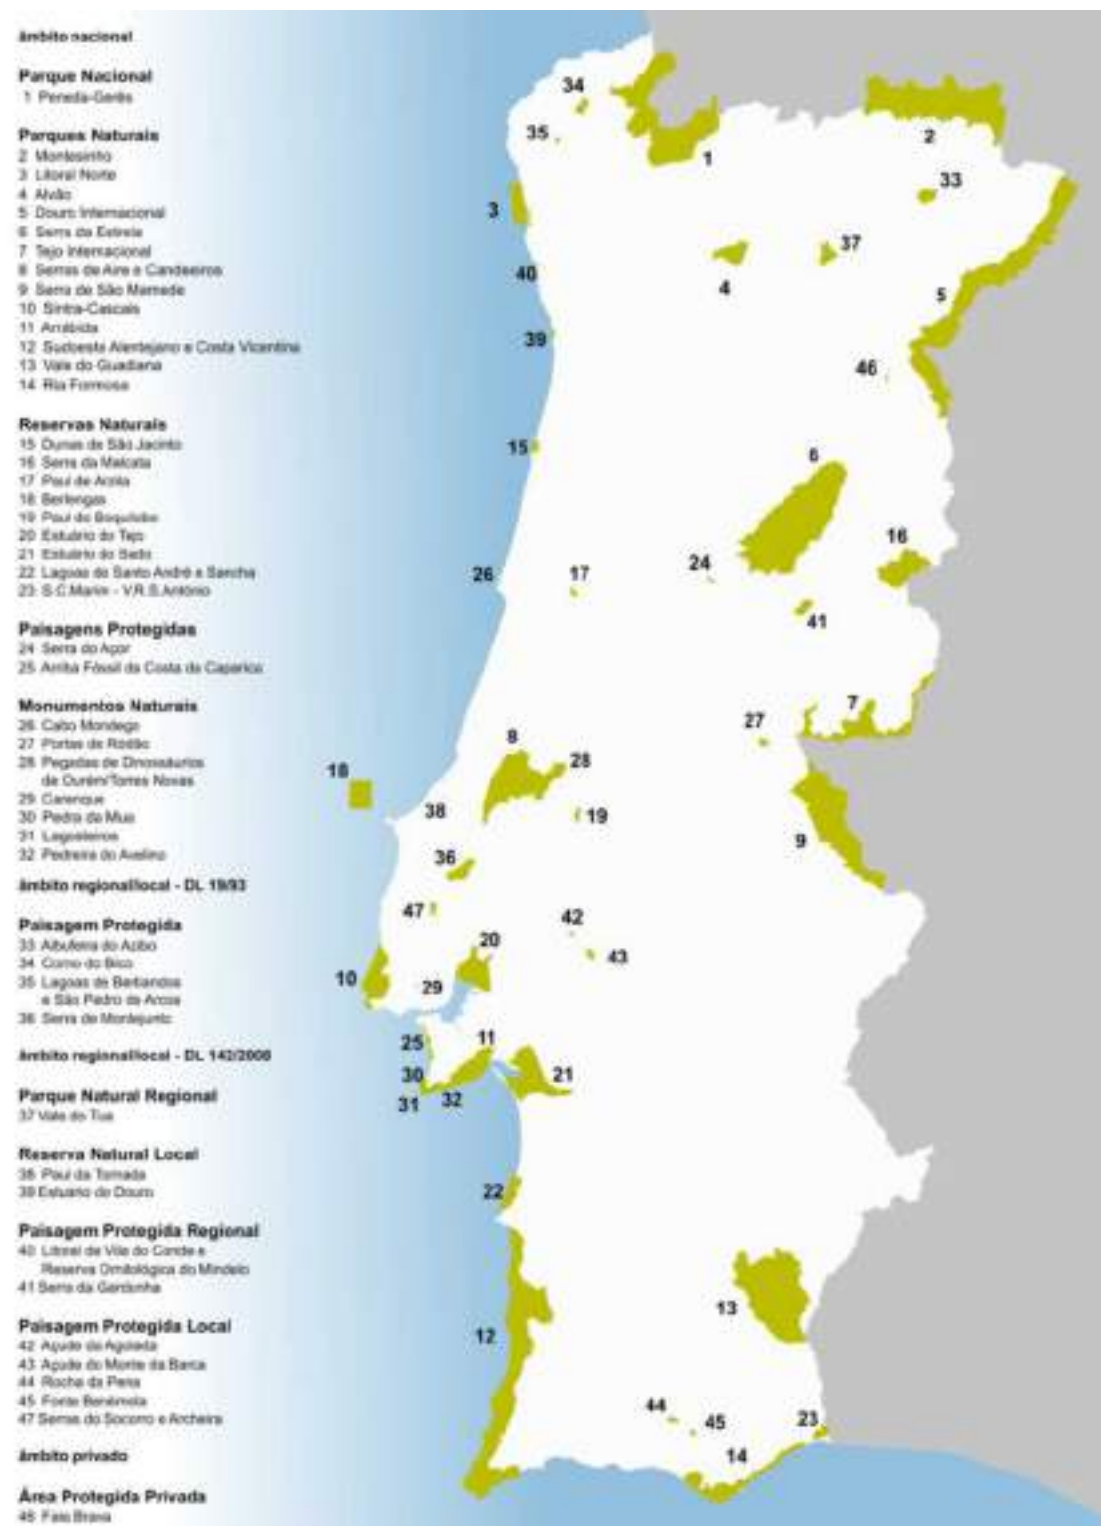 âmbito nacional
Parque Nacional
1 Peneda-Gerês
Parques Naturais
2 Montesinho
3 Litoral Norte
4 Alvão
5 Douro Internacional
6 Serra da Estrela
7 Tejo Internacional
8 Serras de Aire e Candeeiros
9 Serra de São Mamede
10 Sintra-Cascais
11 Arrábida
12 Sudoeste Alentejano e Costa Vicentina
13 Vale do Guadiana
14 Ria Formosa
Reservas Naturais
15 Dunas de São Jacinto
16 Serra da Malcata
17 Paul de Arzila
18 Berlengas
19 Paul do Boquilobo
20 Estuário do Tejo
21 Estuário do Sado
22 Lagoas de Santo André e Sancha
23 S.C.Marim - V.R.S.António
Paisagens Protegidas
24 Serra do Açor
25 Arriba Fóssil da Costa da Caparica
Monumentos Naturais
26 Cabo Mondego
27 Portas de Ródão
28 Pegadas de Dinossáurios
de Ourém/Torres Novas
29 Carenque
30 Pedra da Mua
31 Lagosteiros
32 Pedreira do Avelino
âmbito regional/local - DL 19/93
Paisagem Protegida
33 Albufeira do Azibo
34 Corno do Bico
35 Lagoas de Bertiandos
e São Pedro de Arcos
36 Serra de Montejunto
âmbito regional/local - DL 142/2008
Parque Natural Regional
37 Vale do Tua
Reserva Natural Local
38 Paul da Tornada
39 Estuário do Douro
Paisagem Protegida Regional
40 Litoral de Vila do Conde e
Reserva Ornitológica do Mindelo
41 Serra da Gardunha
Paisagem Protegida Local
42 Açude da Agolada
43 Açude do Monte da Barca
44 Rocha da Pena
45 Fonte Benémola
47 Serras do Socorro e Archeira
âmbito privado
Área Protegida Privada
46 Faia Brava
34
35
1
2
33
3
40
4
37
5
39
46
15
6
16
26
17
24
41
7
27
8
28
18
38
19
9
36
47
42
43
20
10
29
25
11
30
31
32
21
22
12
13
44
45
23
14